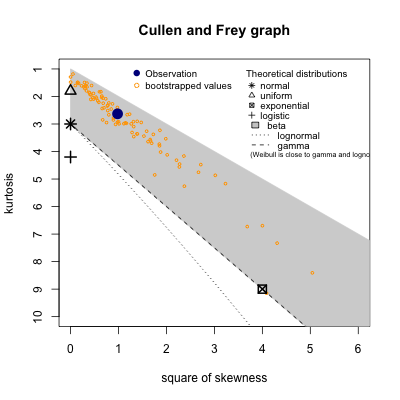 Cullen and Frey graph
Observation
bootstrapped values
Theoretical distributions
normal
uniform
exponential
logistic
beta
lognormal
gamma
(Weibull is close to gamma and logno
kurtosis
1
2
3
4
5
6
7
8
9
10
0
1
2
3
4
5
6
square of skewness